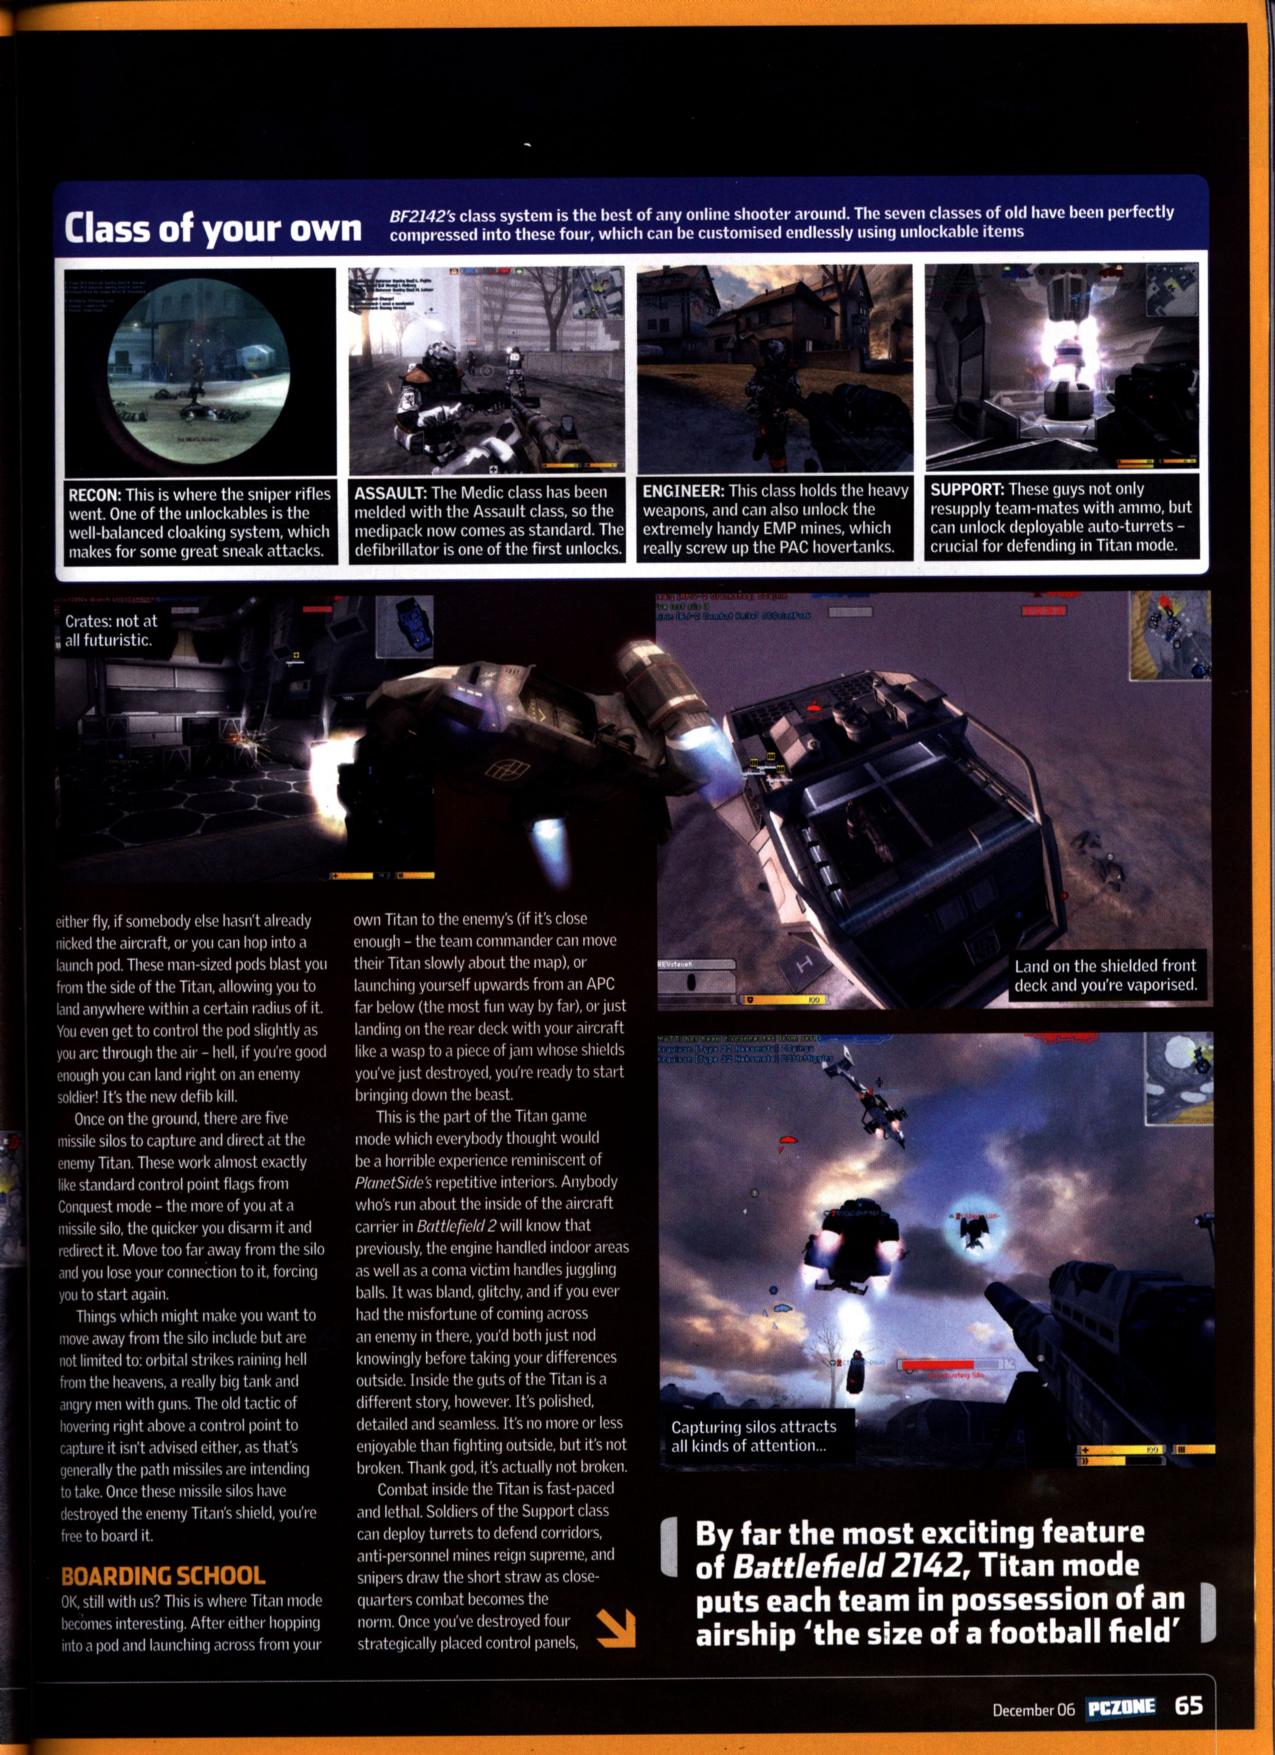 Class of your own
BF2142's class system is the best of any online shooter around. The seven classes of old have been perfectly
compressed into these four, which can be customised endlessly using unlockable items
RECON: This is where the sniper rifles
went. One of the unlockables is the
well-balanced cloaking system, which
makes for some great sneak attacks.
ASSAULT: The Medic class has been
melded with the Assault class, so the
medipack now comes as standard. The
defibrillator is one of the first unlocks.
ENGINEER: This class holds the heavy
weapons, and can also unlock the
extremely handy EMP mines, which
really screw up the PAC hovertanks.
SUPPORT: These guys not only
resupply team-mates with ammo, but
can unlock deployable auto-turrets –
crucial for defending in Titan mode.
Crates: not at
all futuristic.
Land on the shielded front
deck and you're vaporised.
either fly, if somebody else hasn't already
nicked the aircraft, or you can hop into a
launch pod. These man-sized pods blast you
from the side of the Titan, allowing you to
land anywhere within a certain radius of it.
You even get to control the pod slightly as
you arc through the air – hell, if you're good
enough you can land right on an enemy
soldier! It's the new defib kill.
Once on the ground, there are five
missile silos to capture and direct at the
enemy Titan. These work almost exactly
like standard control point flags from
Conquest mode – the more of you at a
missile silo, the quicker you disarm it and
redirect it. Move too far away from the silo
and you lose your connection to it, forcing
you to start again.
Things which might make you want to
move away from the silo include but are
not limited to: orbital strikes raining hell
from the heavens, a really big tank and
angry men with guns. The old tactic of
hovering right above a control point to
capture it isn't advised either, as that's
generally the path missiles are intending
to take. Once these missile silos have
destroyed the enemy Titan's shield, you're
free to board it.
BOARDING SCHOOL
OK, still with us? This is where Titan mode
becomes interesting. After either hopping
into a pod and launching across from your
own Titan to the enemy's (if it's close
enough – the team commander can move
their Titan slowly about the map), or
launching yourself upwards from an APC
far below (the most fun way by far), or just
landing on the rear deck with your aircraft
like a wasp to a piece of jam whose shields
you've just destroyed, you're ready to start
bringing down the beast.
This is the part of the Titan game
mode which everybody thought would
be a horrible experience reminiscent of
PlanetSide's repetitive interiors. Anybody
who's run about the inside of the aircraft
carrier in Battlefield 2 will know that
previously, the engine handled indoor areas
as well as a coma victim handles juggling
balls. It was bland, glitchy, and if you ever
had the misfortune of coming across
an enemy in there, you'd both just nod
knowingly before taking your differences
outside. Inside the guts of the Titan is a
different story, however. It's polished,
detailed and seamless. It's no more or less
enjoyable than fighting outside, but it's not
broken. Thank god, it's actually not broken.
Combat inside the Titan is fast-paced
and lethal. Soldiers of the Support class
can deploy turrets to defend corridors,
anti-personnel mines reign supreme, and
snipers draw the short straw as close-
quarters combat becomes the
norm. Once you've destroyed four
strategically placed control panels,
Capturing silos attracts
all kinds of attention...
By far the most exciting feature
of Battlefield 2142, Titan mode
puts each team in possession of an
airship 'the size of a football field'
December 06 PCZONE 65